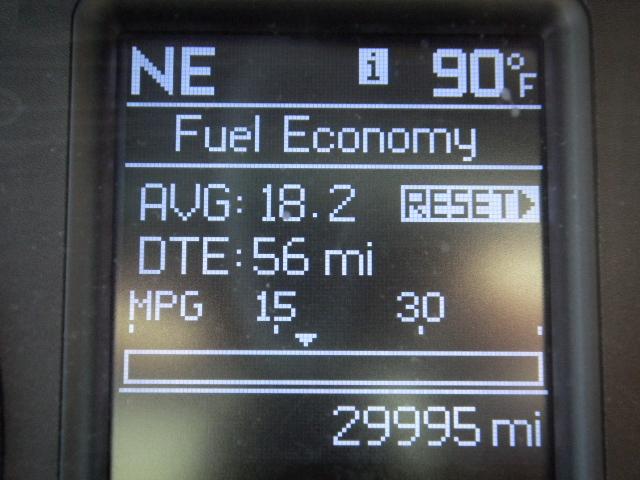 NE i 90°F
Fuel Economy
AVG: 18.2 RESET
DTE: 56 mi
MPG 15 30
29995 mi